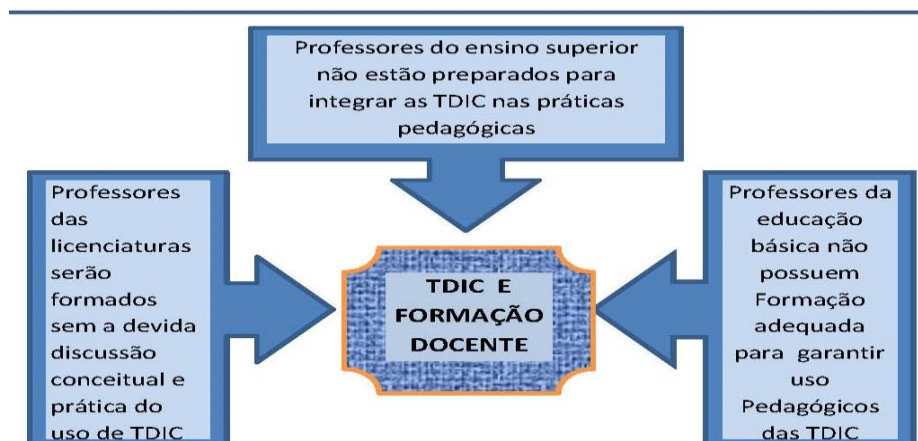 Professores do ensino superior
não estão preparados para
integrar as TDIC nas práticas
pedagógicas
Professores
das
licenciaturas
serão
formados
sem a devida
discussão
conceitual e
prática do
uso de TDIC
TDIC E
FORMAÇÃO
DOCENTE
Professores da
educação
básica não
possuem
Formação
adequada
para garantir
uso
Pedagógicos
das TDIC